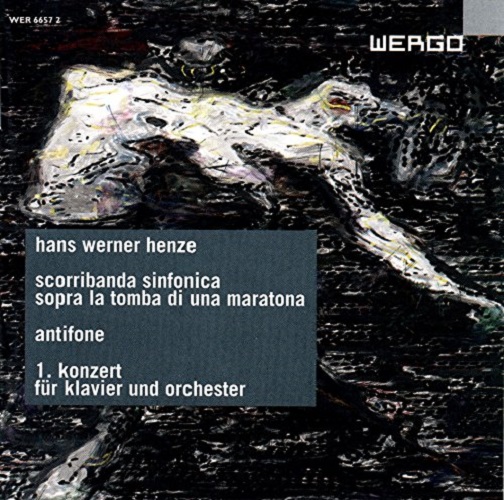 WER 6657 2
WERGO
hans werner henze
scorribanda sinfonica
sopra la tomba di una maratona
antifone
1. konzert
für klavier und orchester